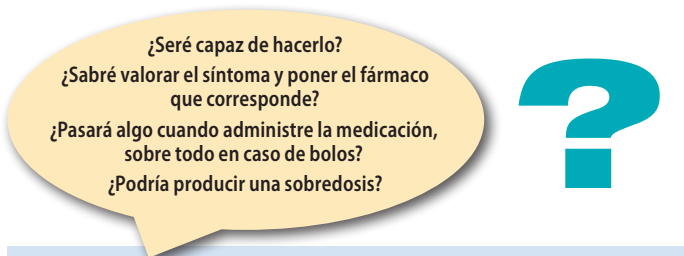 ¿Seré capaz de hacerlo?
¿Sabré valorar el síntoma y poner el fármaco
que corresponde?
¿Pasará algo cuando administre la medicación,
sobre todo en caso de bolos?
¿Podría producir una sobredosis?
?